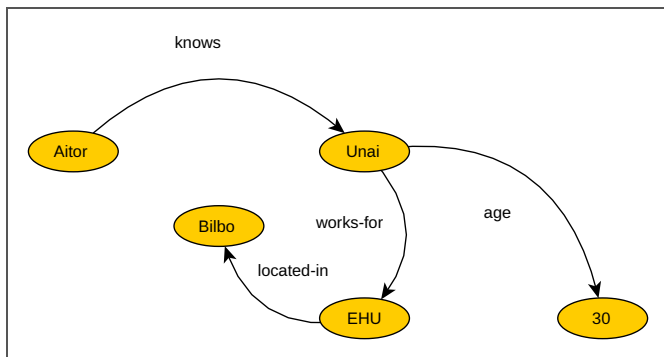 knows
Aitor
Unai
Bilbo
works-for
age
located-in
EHU
30